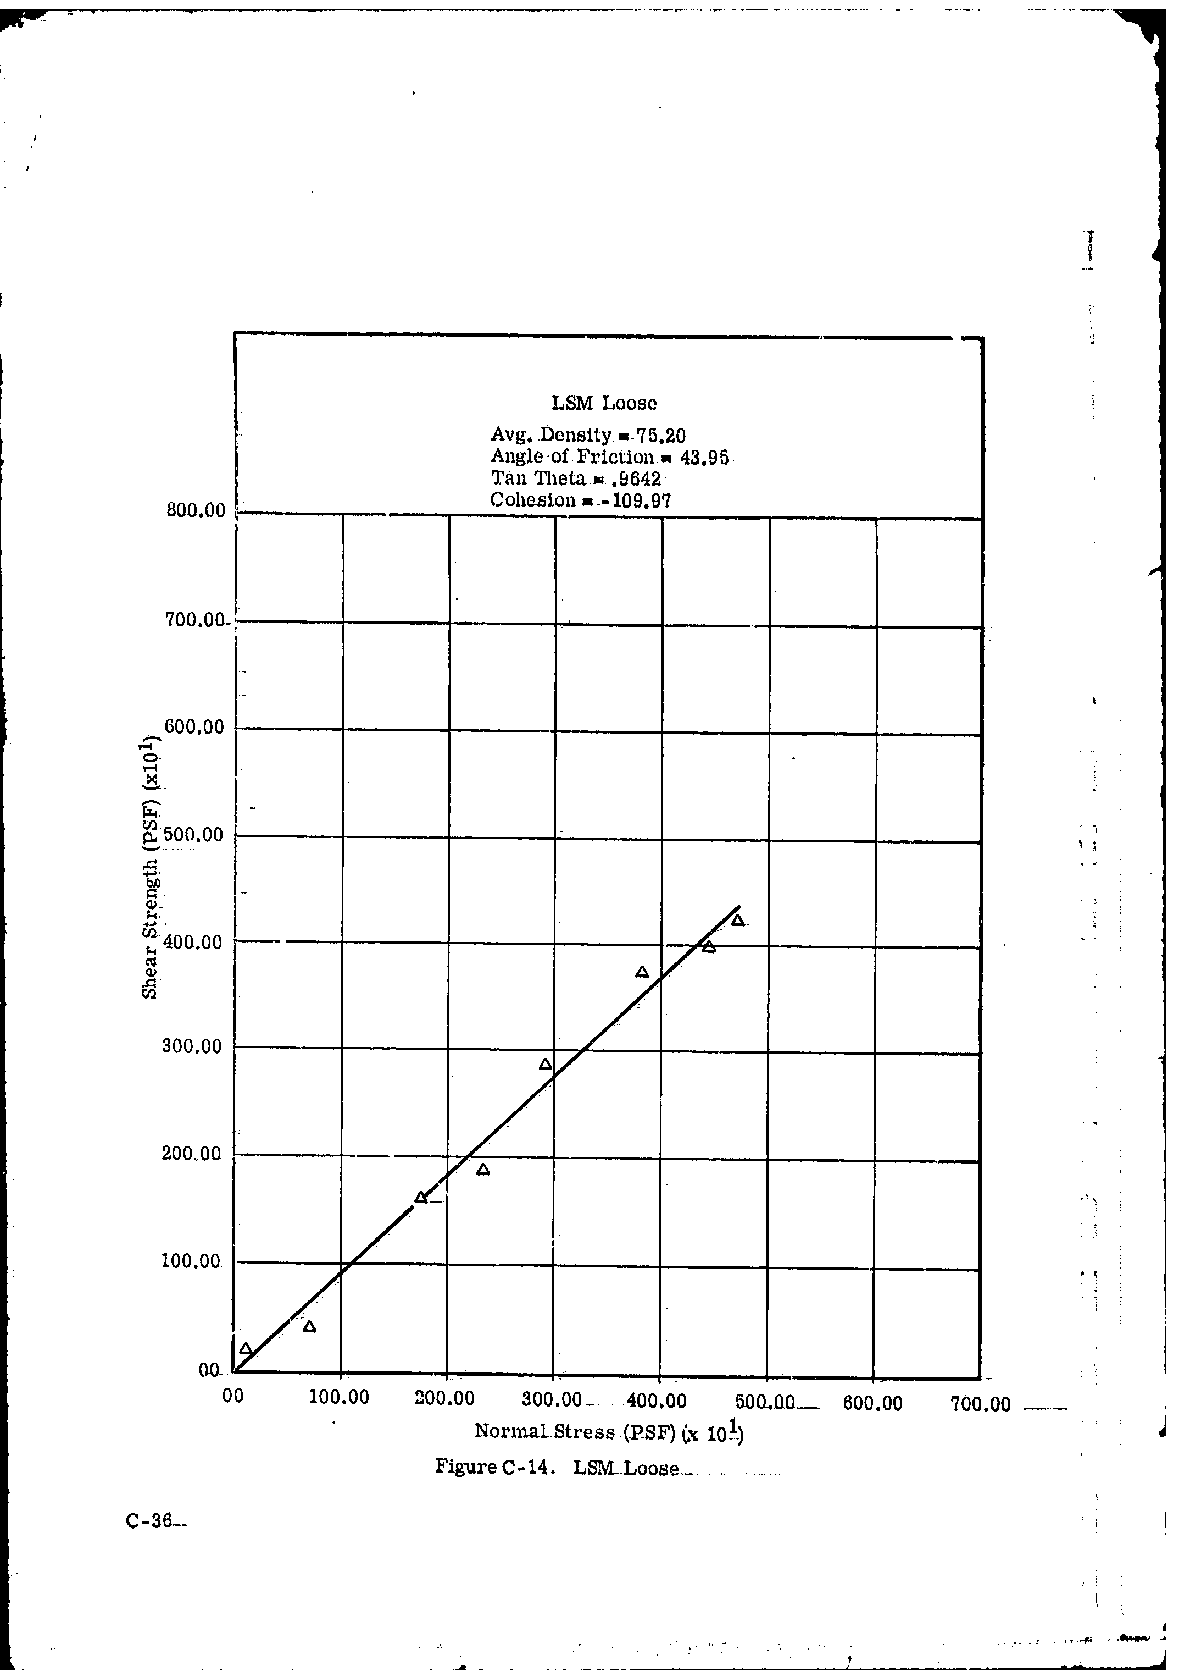 LSM Loose
Avg. Density = 75.20
Angle of Friction = 43.95
Tan Theta = .9642
Cohesion = -109.97
800.00
700.00
600.00
500.00
400.00
300.00
200.00
100.00
00
Shear Strength (PSF) (x10¹)
00 100.00 200.00 300.00 400.00 500.00 600.00 700.00
Normal Stress (PSF) (x 10¹)
Figure C-14. LSM Loose
C-36